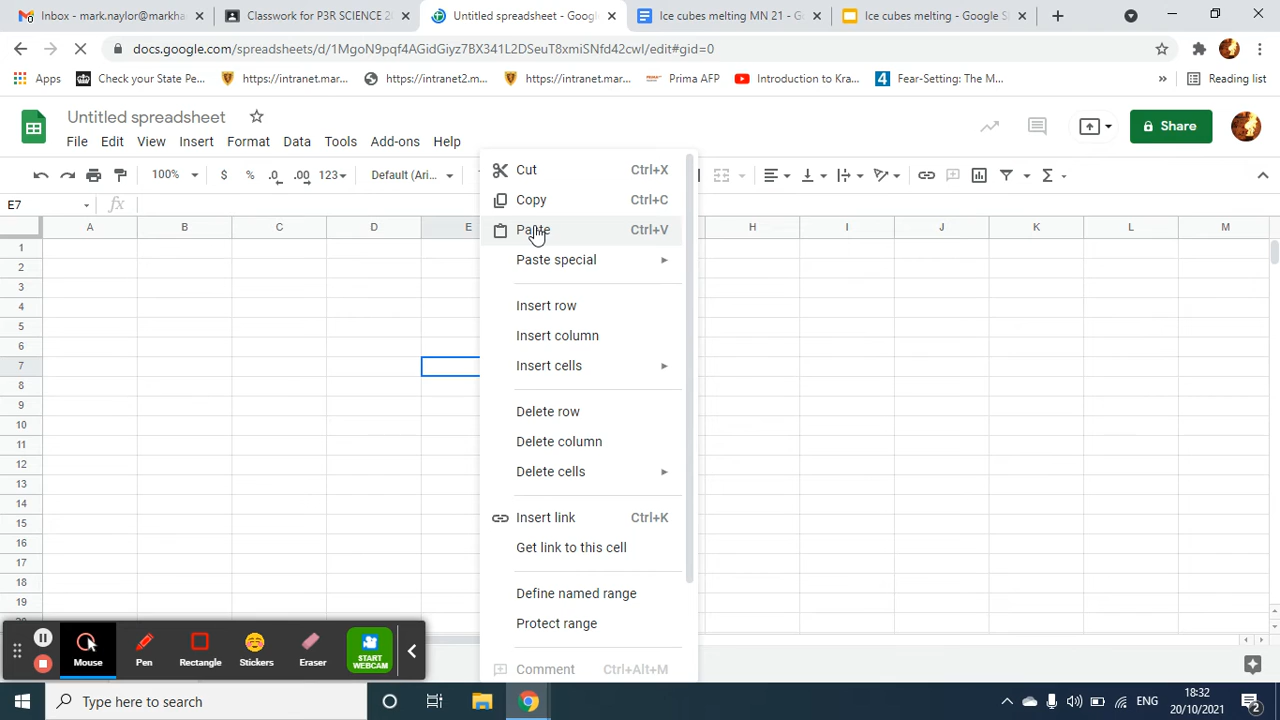 Inbox - mark.naylor@markha
Classwork for P3R SCIENCE 2
Untitled spreadsheet - Google
Ice cubes melting MN 21 - G
Ice cubes melting - Google S
docs.google.com/spreadsheets/d/1MgoN9pqf4AGidGiyz7BX341L2DSeuT8xmiSNfd42cwI/edit#gid=0
Apps
Check your State Pe...
https://intranet.mar...
https://intranet2.m...
https://intranet.mar...
Prima AFP
Introduction to Kra...
4
Fear-Setting: The M...
»
Reading list
Untitled spreadsheet
Share
File Edit View Insert Format Data Tools Add-ons Help
100% $ % .0 .00 123 Default (Ari...
E7
fx
A B C D E H I J K L M
1
2
3
4
5
6
7
8
9
10
11
12
13
14
15
16
17
18
19
Cut Ctrl+X
Copy Ctrl+C
Paste Ctrl+V
Paste special
Insert row
Insert column
Insert cells
Delete row
Delete column
Delete cells
Insert link Ctrl+K
Get link to this cell
Define named range
Protect range
Comment Ctrl+Alt+M
Mouse
Pen
Rectangle
Stickers
Eraser
START
WEBCAM
Type here to search
ENG
18:32
20/10/2021
2